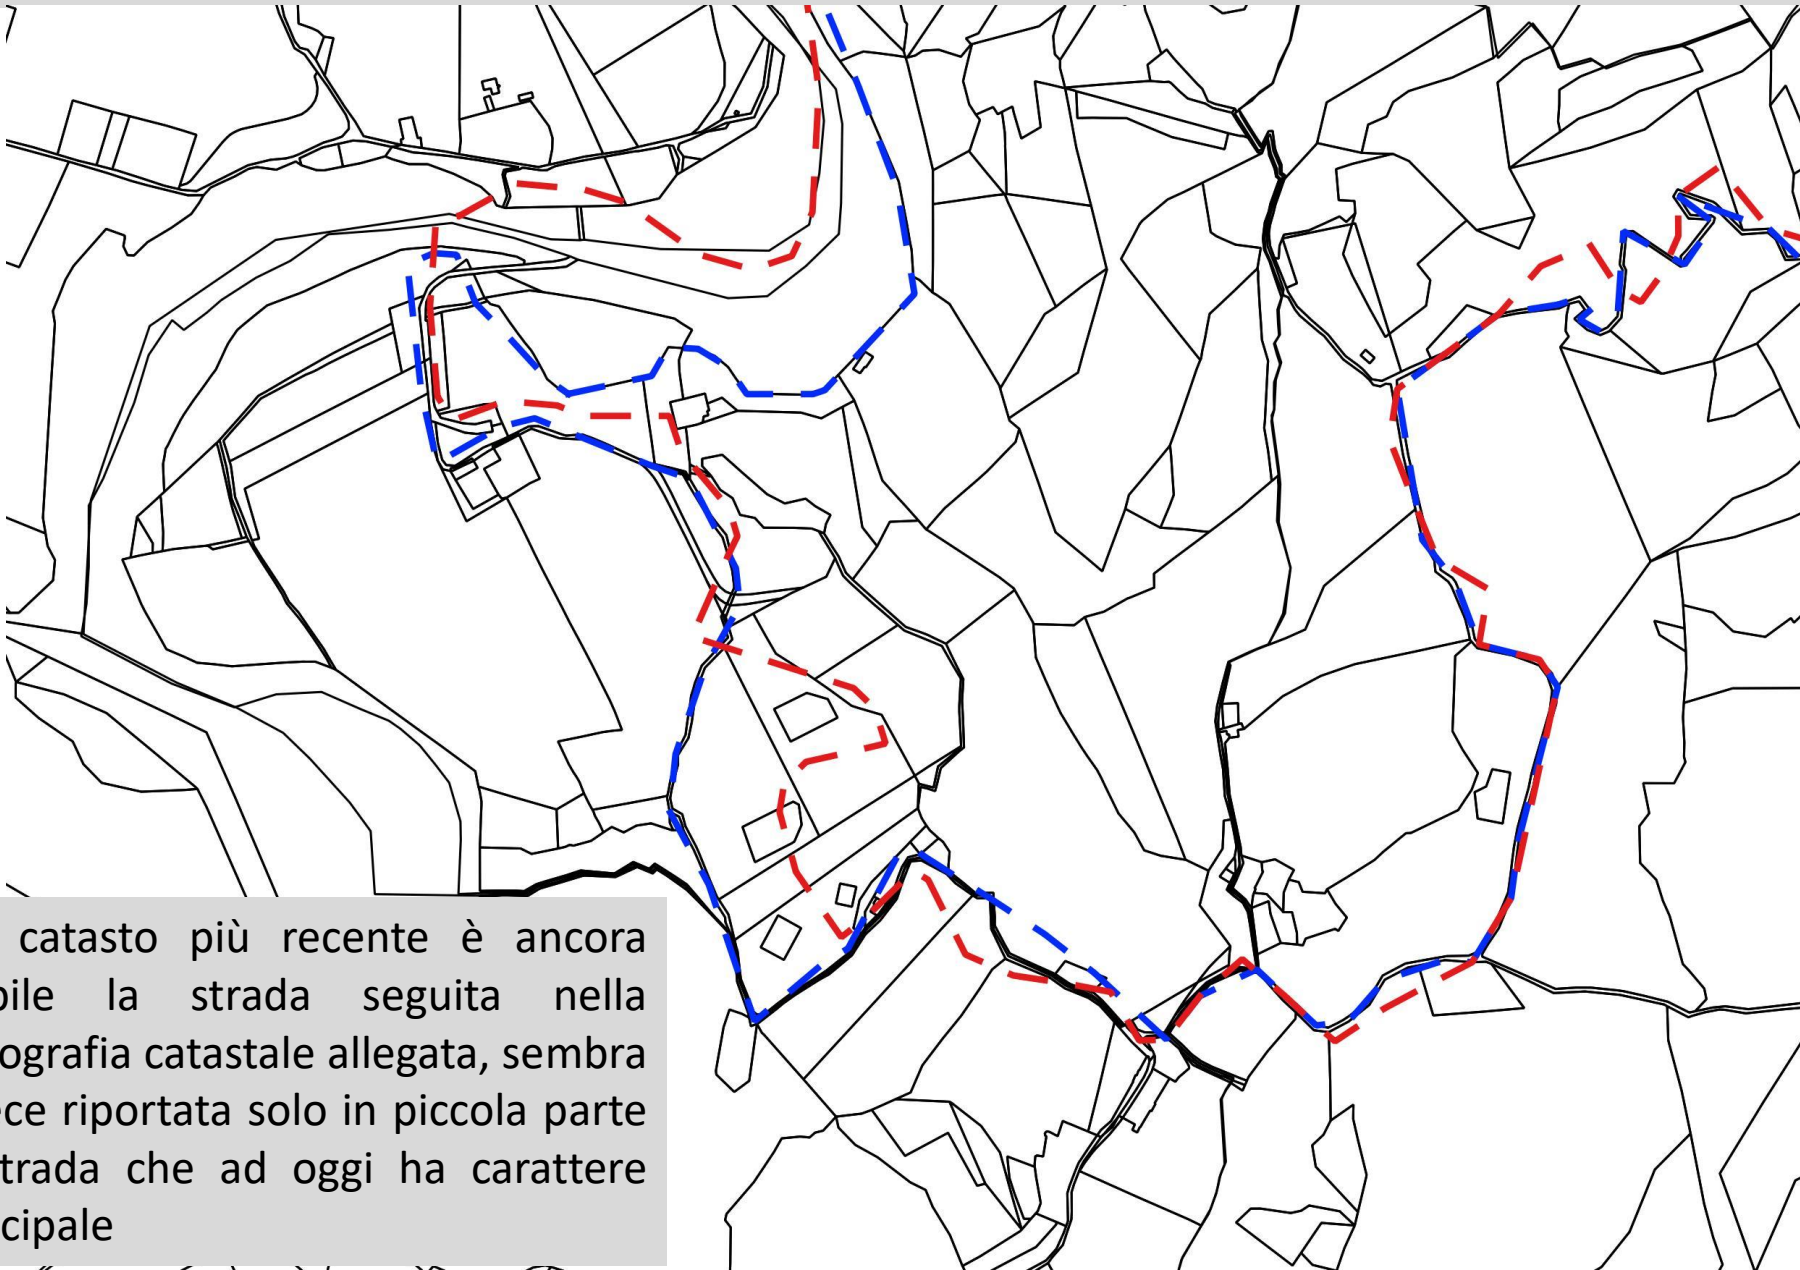 catasto più recente è ancora
bile la strada seguita nella
ografia catastale allegata, sembra
ce riportata solo in piccola parte
trada che ad oggi ha carattere
cipale